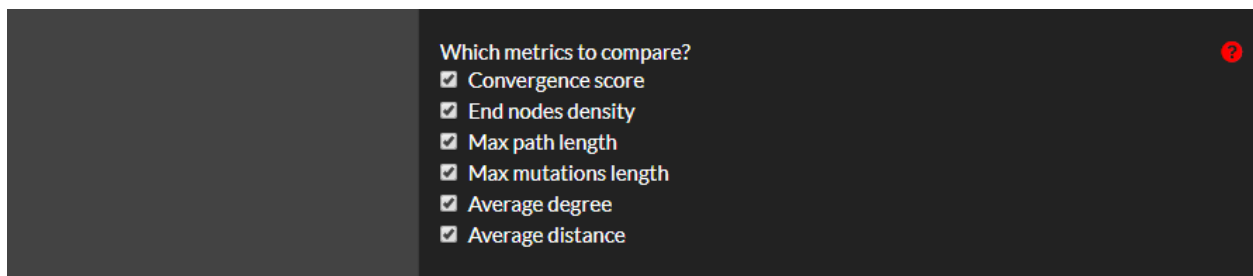 Which metrics to compare?
?
Convergence score
End nodes density
Max path length
Max mutations length
Average degree
Average distance